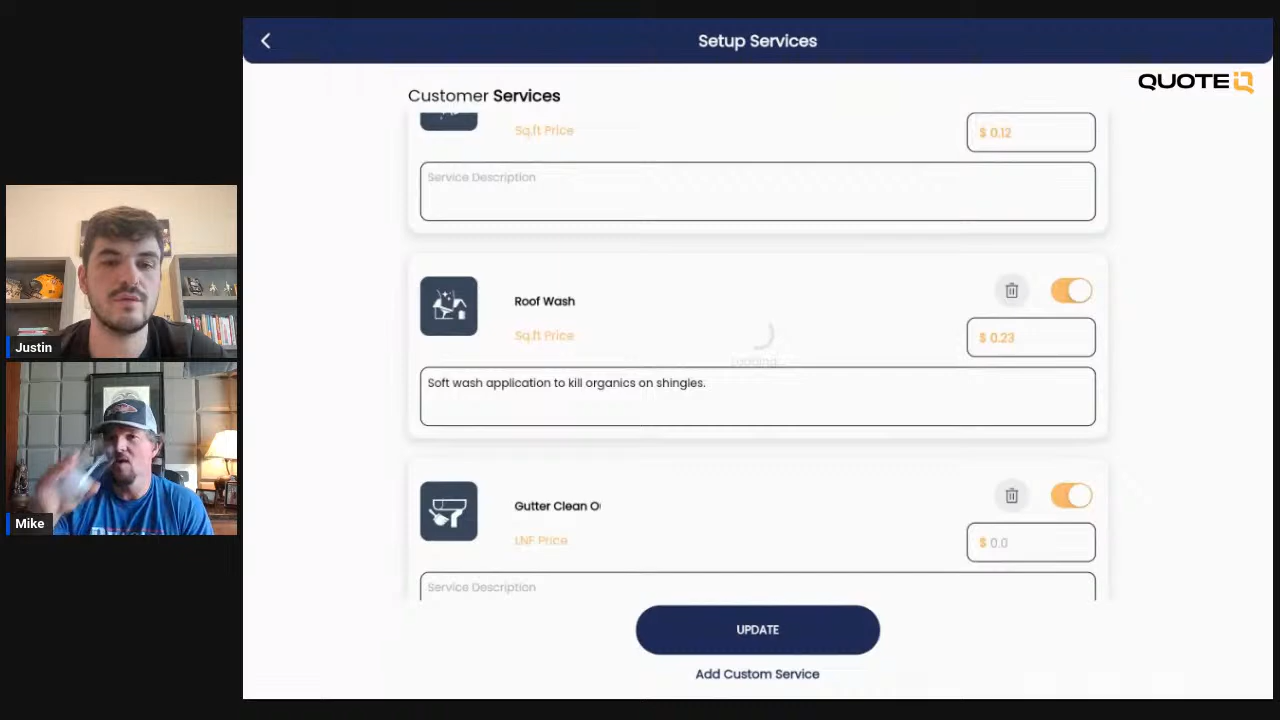 Setup Services
QUOTE iQ
Customer Services
Sq.ft Price
$ 0.12
Service Description
Roof Wash
Sq.ft Price
$ 0.23
Loading...
Soft wash application to kill organics on shingles.
Gutter Clean O
LNF Price
$ 0.0
Service Description
UPDATE
Add Custom Service
Justin
Mike